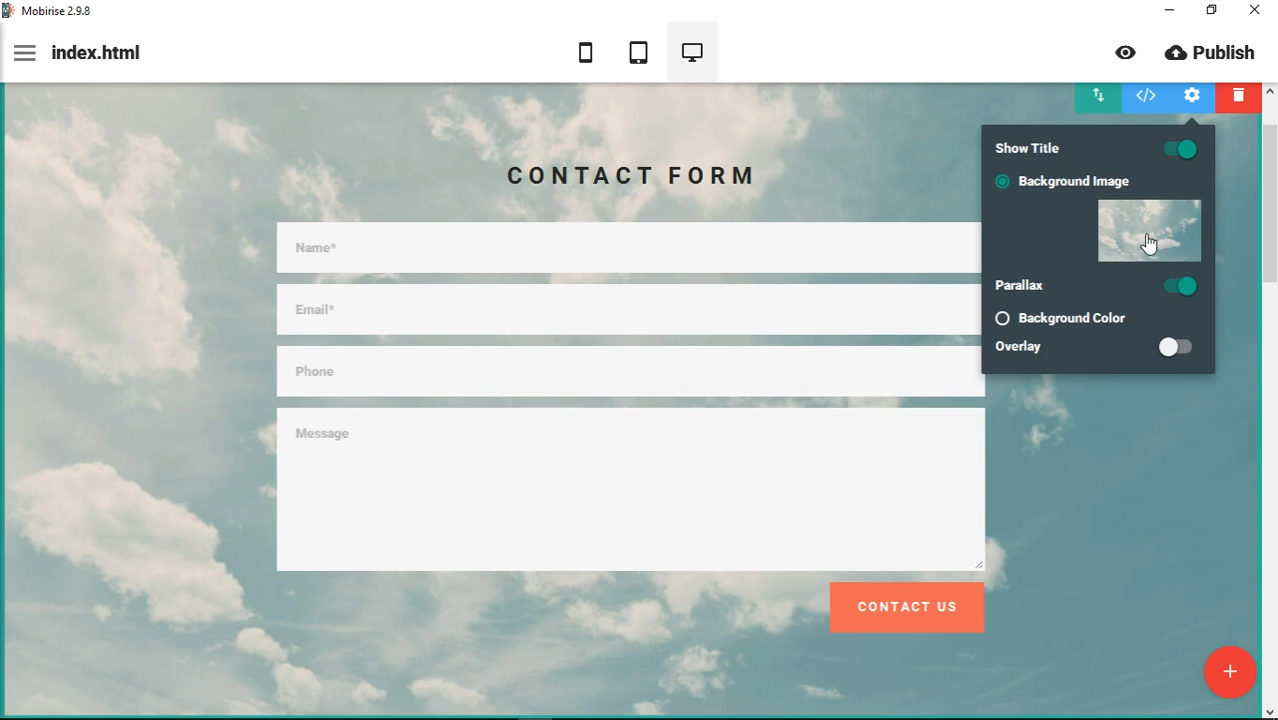 Mobirise 2.9.8
index.html
Publish
</>
Show Title
CONTACT FORM
Background Image
Name*
Parallax
Email*
Background Color
Overlay
Phone
Message
CONTACT US
+